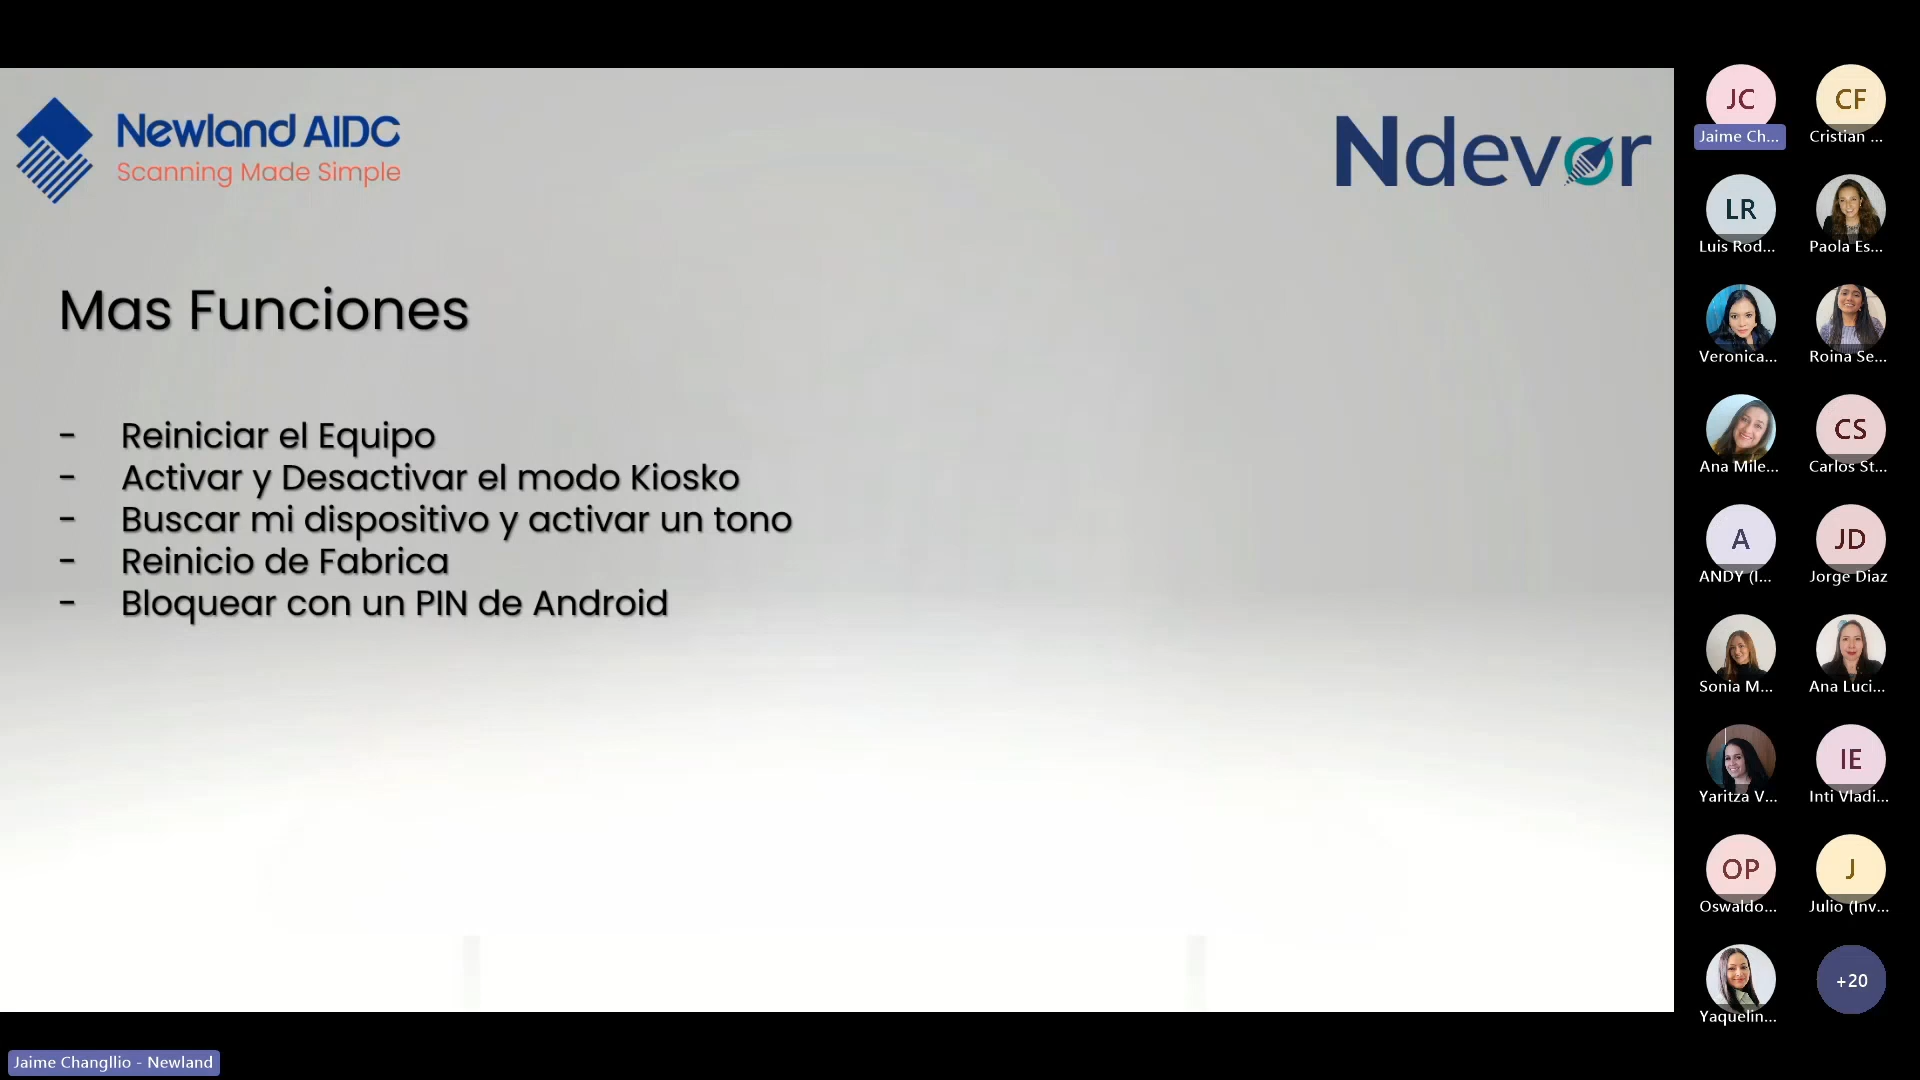 Newland AIDC
Scanning Made Simple
Ndevor
Mas Funciones
- Reiniciar el Equipo
- Activar y Desactivar el modo Kiosko
- Buscar mi dispositivo y activar un tono
- Reinicio de Fabrica
- Bloquear con un PIN de Android
JC
Jaime Ch...
CF
Cristian ...
LR
Luis Rod...
Paola Es...
Veronica...
Roina Se...
Ana Mile...
CS
Carlos St...
A
ANDY (I...
JD
Jorge Diaz
Sonia M...
Ana Luci...
Yaritza V...
IE
Inti Vladi...
OP
Oswaldo...
J
Julio (Inv...
Yaquelin...
+20
Jaime Changllio - Newland